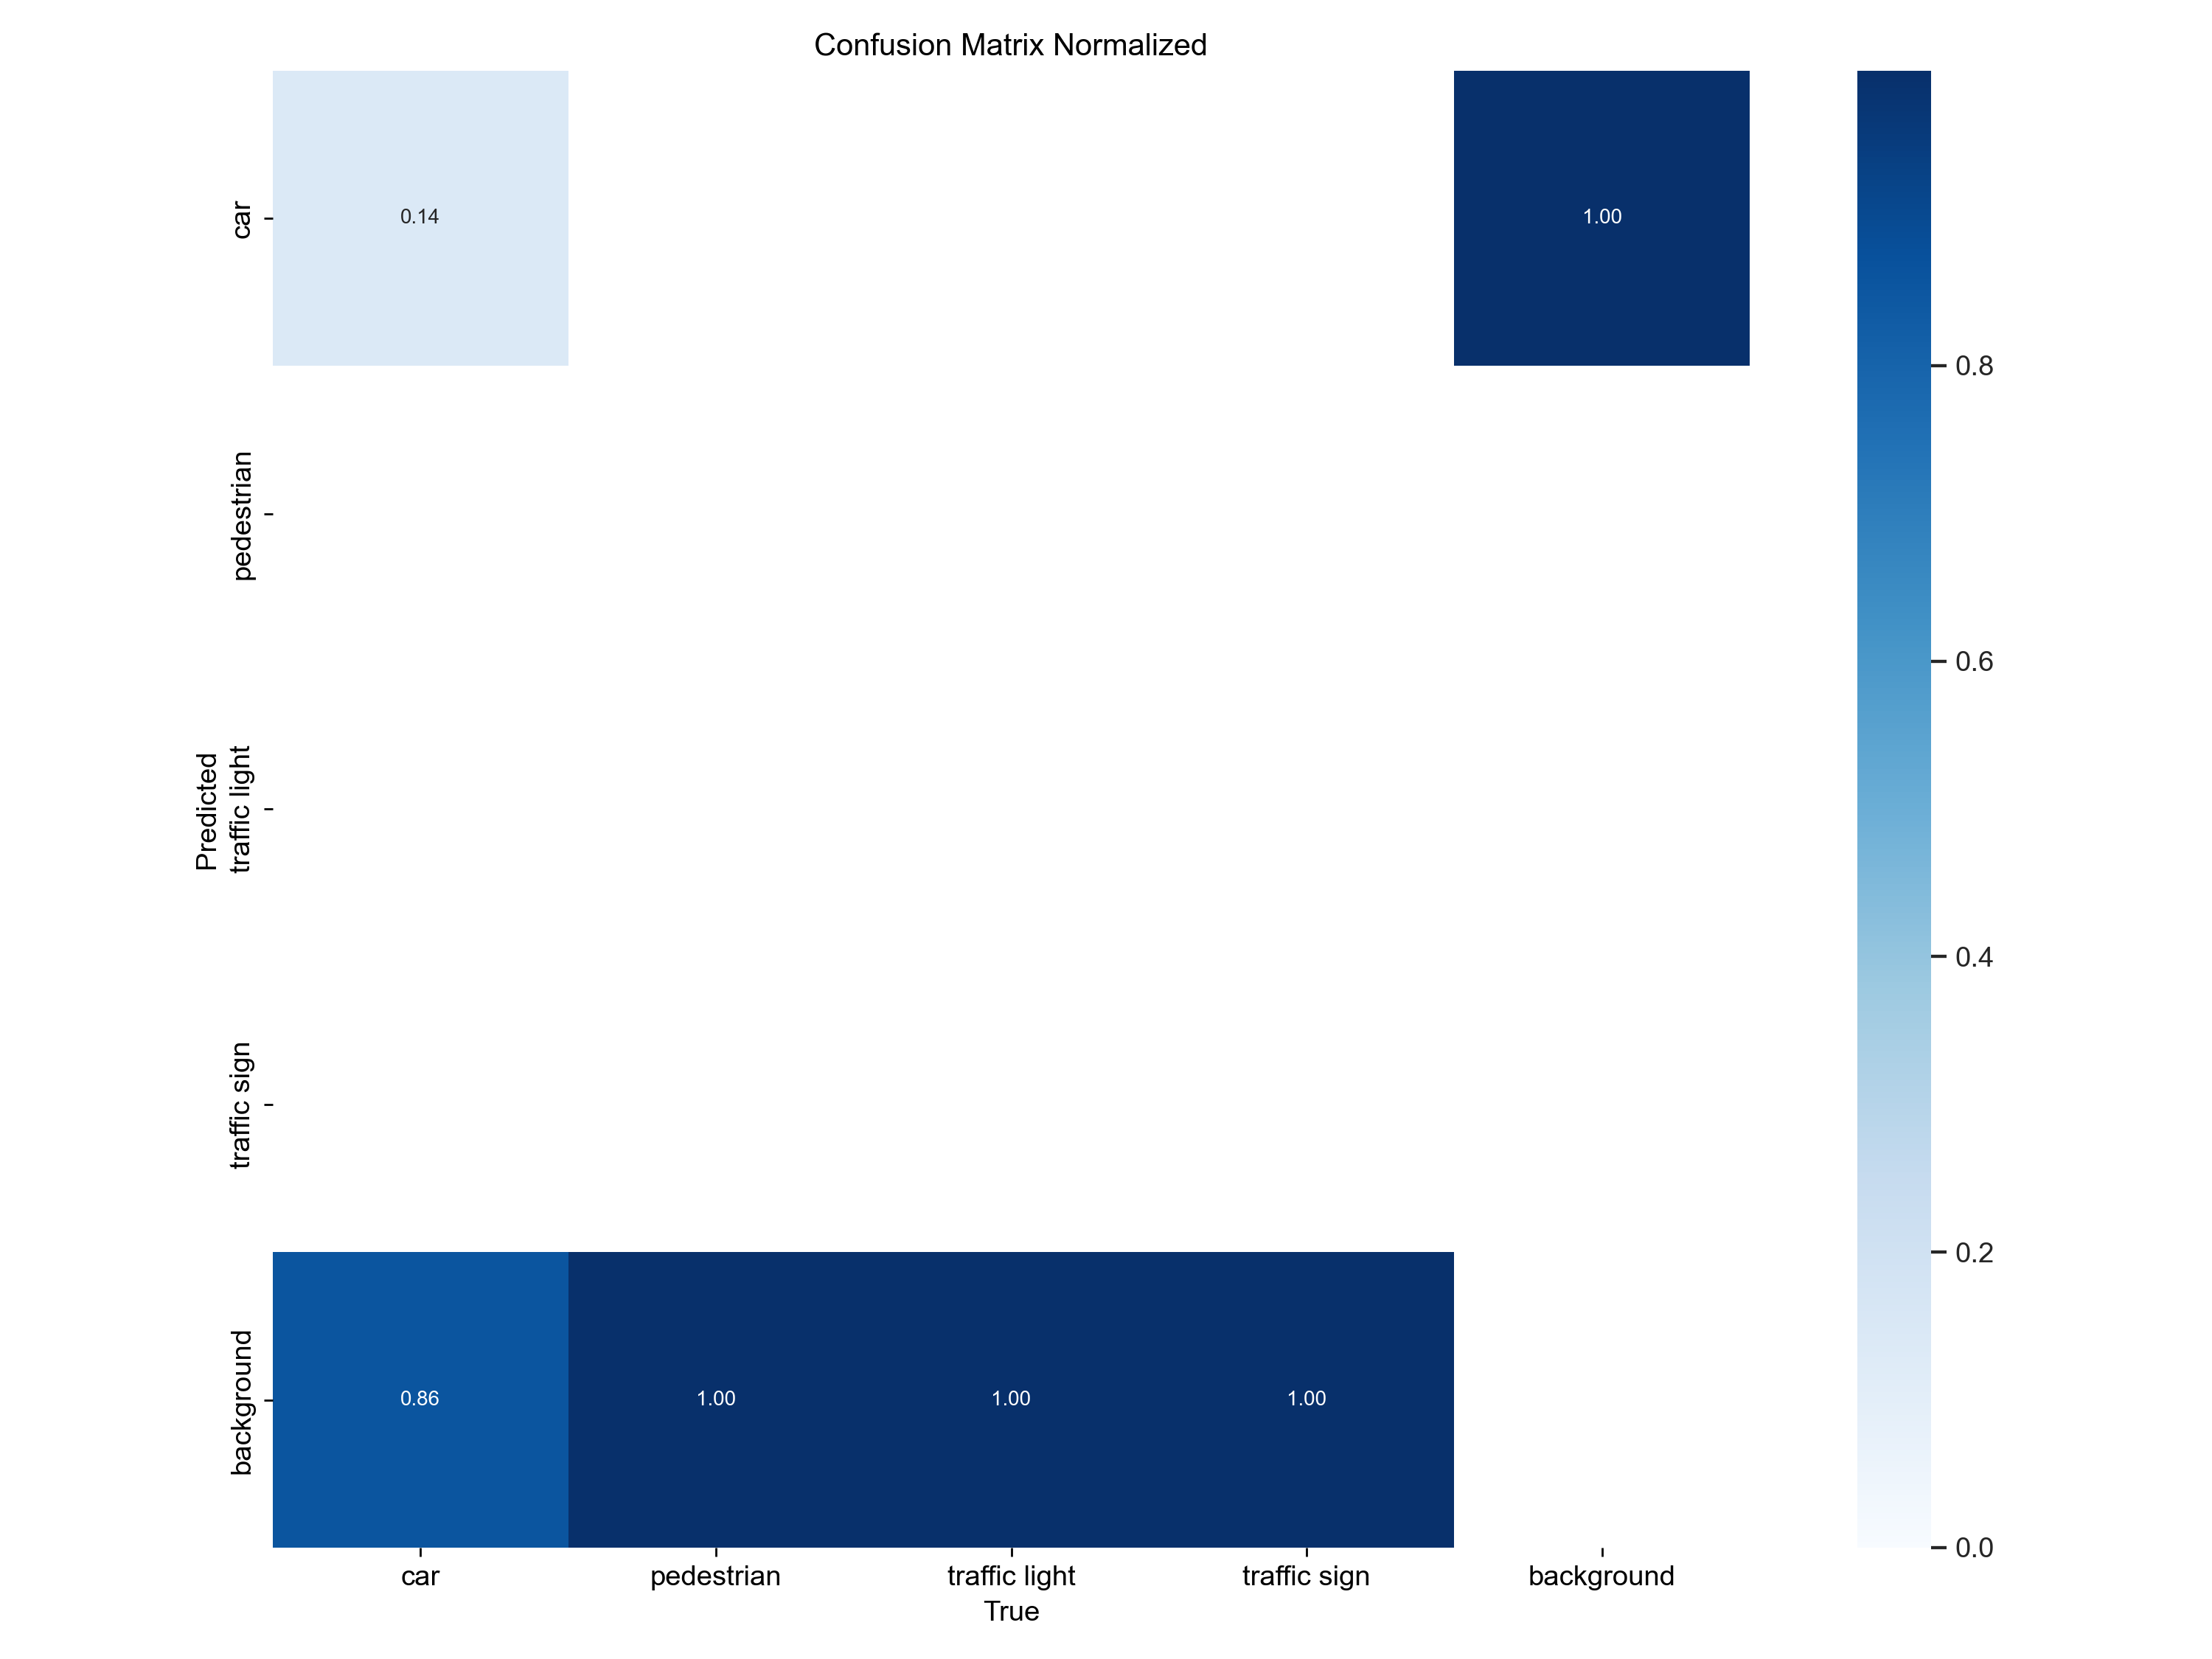 Confusion Matrix Normalized
car
0.14
1.00
pedestrian
Predicted
traffic light
traffic sign
background
0.86
1.00
1.00
1.00
car
pedestrian
traffic light
traffic sign
background
True
0.8
0.6
0.4
0.2
0.0